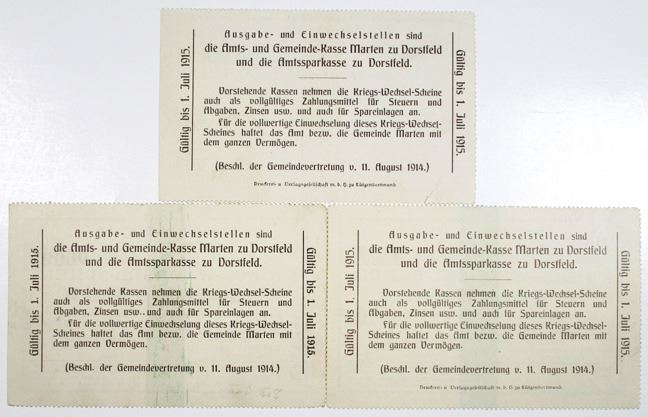 Ausgabe- und Einwechselstellen sind
die Amts- und Gemeinde-Kasse Marten zu Dorstfeld
und die Amtssparkasse zu Dorstfeld.
Vorstehende Kassen nehmen die Kriegs-Wechsel-Scheine
auch als vollgültiges Zahlungsmittel für Steuern und
Abgaben, Zinsen usw. und auch für Spareinlagen an.
Für die vollwertige Einwechselung dieses Kriegs-Wechsel-
Scheines haftet das Amt bezw. die Gemeinde Marten mit
dem ganzen Vermögen.
(Beschl. der Gemeindevertretung v. 11. August 1914.)
Druckerei- u. Verlagsgesellschaft m. b. H. zu Lütgendortmund
Gültig bis 1. Juli 1915.
Gültig bis 1. Juli 1915.
Ausgabe- und Einwechselstellen sind
die Amts- und Gemeinde-Kasse Marten zu Dorstfeld
und die Amtssparkasse zu Dorstfeld.
Vorstehende Kassen nehmen die Kriegs-Wechsel-Scheine
auch als vollgültiges Zahlungsmittel für Steuern und
Abgaben, Zinsen usw. und auch für Spareinlagen an.
Für die vollwertige Einwechselung dieses Kriegs-Wechsel-
Scheines haftet das Amt bezw. die Gemeinde Marten mit
dem ganzen Vermögen.
(Beschl. der Gemeindevertretung v. 11. August 1914.)
Gültig bis 1. Juli 1915.
Gültig bis 1. Juli 1915.
Ausgabe- und Einwechselstellen sind
die Amts- und Gemeinde-Kasse Marten zu Dorstfeld
und die Amtssparkasse zu Dorstfeld.
Vorstehende Kassen nehmen die Kriegs-Wechsel-Scheine
auch als vollgültiges Zahlungsmittel für Steuern und
Abgaben, Zinsen usw. und auch für Spareinlagen an.
Für die vollwertige Einwechselung dieses Kriegs-Wechsel-
Scheines haftet das Amt bezw. die Gemeinde Marten mit
dem ganzen Vermögen.
(Beschl. der Gemeindevertretung v. 11. August 1914.)
Druckerei- u. Verlagsgesellschaft m. b. H. zu Lütgendortmund
Gültig bis 1. Juli 1915.
Gültig bis 1. Juli 1915.